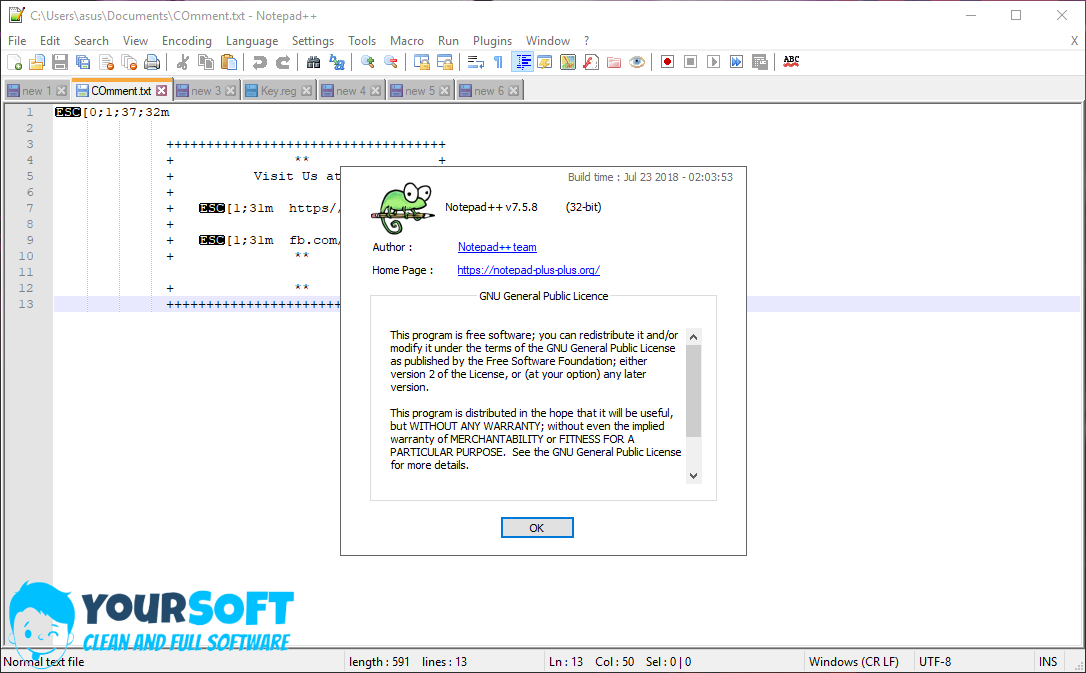 C:\Users\asus\Documents\COmment.txt - Notepad++
File Edit Search View Encoding Language Settings Tools Macro Run Plugins Window ? X
ABC
new 1 COmment.txt new 3 Key.reg new 4 new 5 new 6
1 ESC[0;1;37;32m
2
3 +++++++++++++++++++++++++++++++++++
4 + ** +
5 + Visit Us at
6 +
7 + ESC[1;31m https//
8 +
9 + ESC[1;31m fb.com/
10 + **
11
12 + **
13 ++++++++++++++++++++++
Build time : Jul 23 2018 - 02:03:53
Notepad++ v7.5.8 (32-bit)
Author : Notepad++ team
Home Page : https://notepad-plus-plus.org/
GNU General Public Licence
This program is free software; you can redistribute it and/or
modify it under the terms of the GNU General Public License
as published by the Free Software Foundation; either
version 2 of the License, or (at your option) any later
version.
This program is distributed in the hope that it will be useful,
but WITHOUT ANY WARRANTY; without even the implied
warranty of MERCHANTABILITY or FITNESS FOR A
PARTICULAR PURPOSE. See the GNU General Public License
for more details.
OK
YOURSOFT
CLEAN AND FULL SOFTWARE
Normal text file length : 591 lines : 13 Ln : 13 Col : 50 Sel : 0 | 0 Windows (CR LF) UTF-8 INS